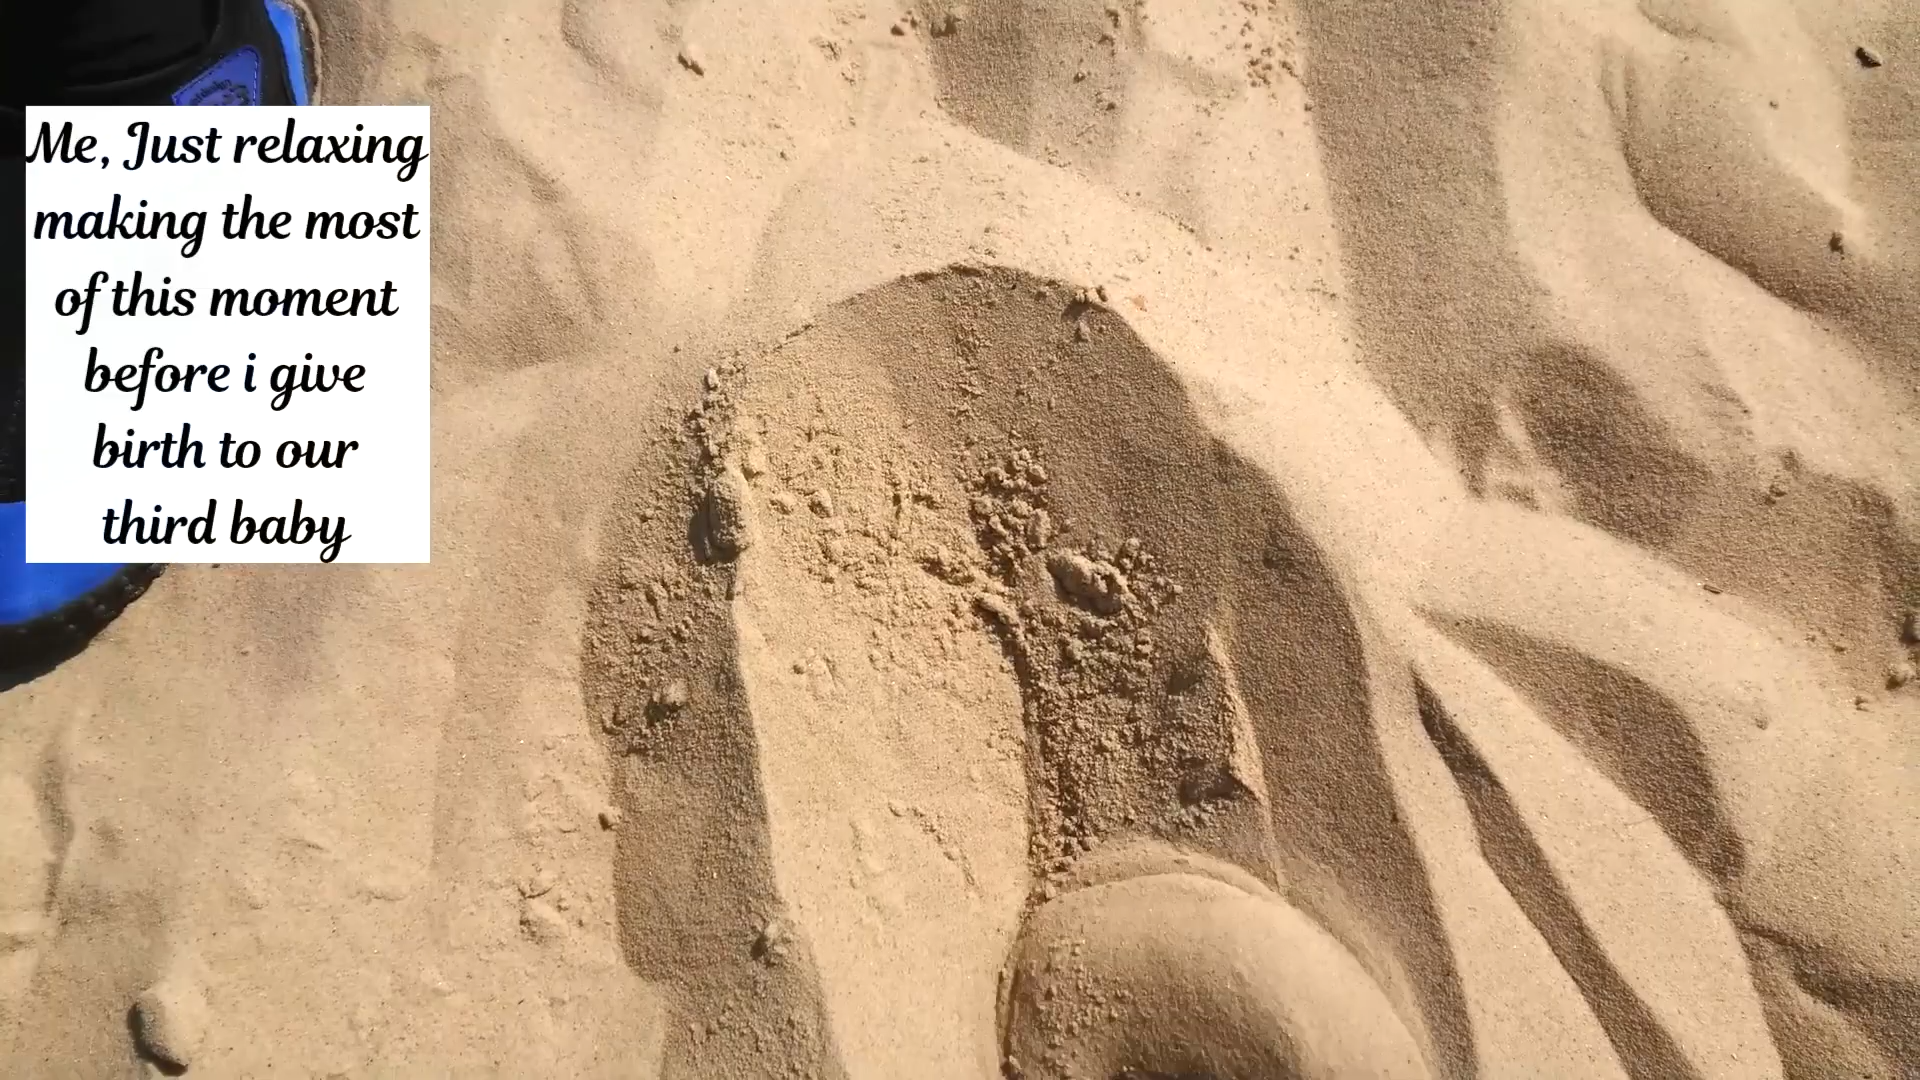 Me, Just relaxing
making the most
of this moment
before i give
birth to our
third baby